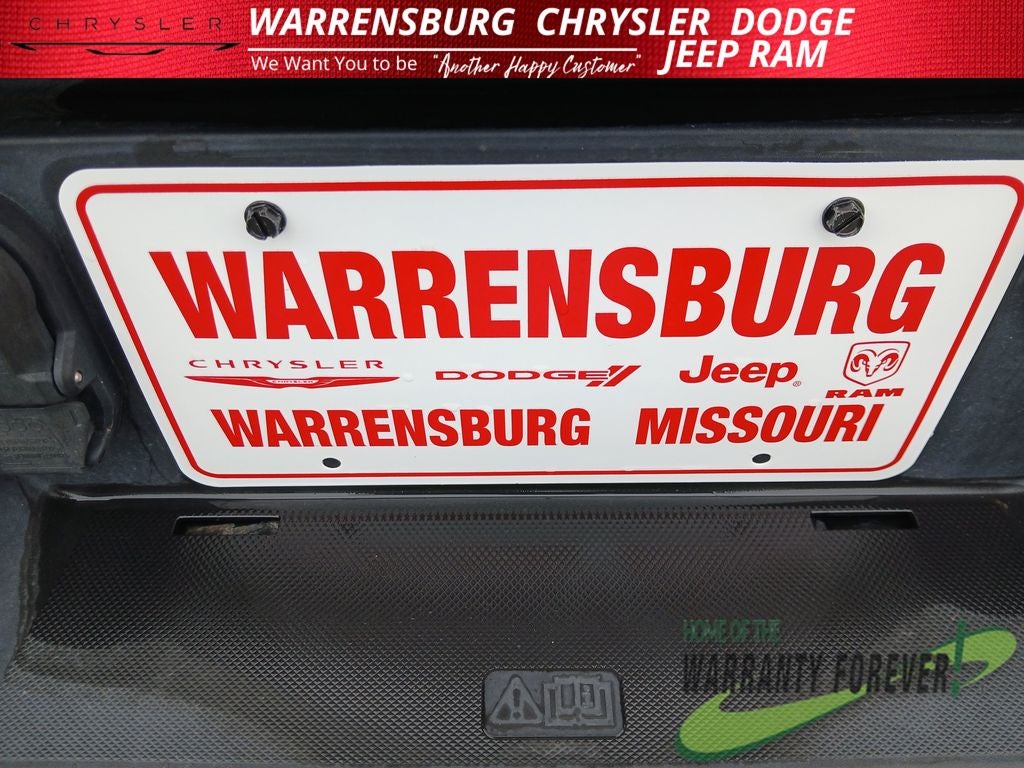 CHRYSLER
WARRENSBURG CHRYSLER DODGE
JEEP RAM
We Want You to be "Another Happy Customer"
WARRENSBURG
CHRYSLER DODGE Jeep® RAM
WARRENSBURG MISSOURI
HOME OF THE
WARRANTY FOREVER!